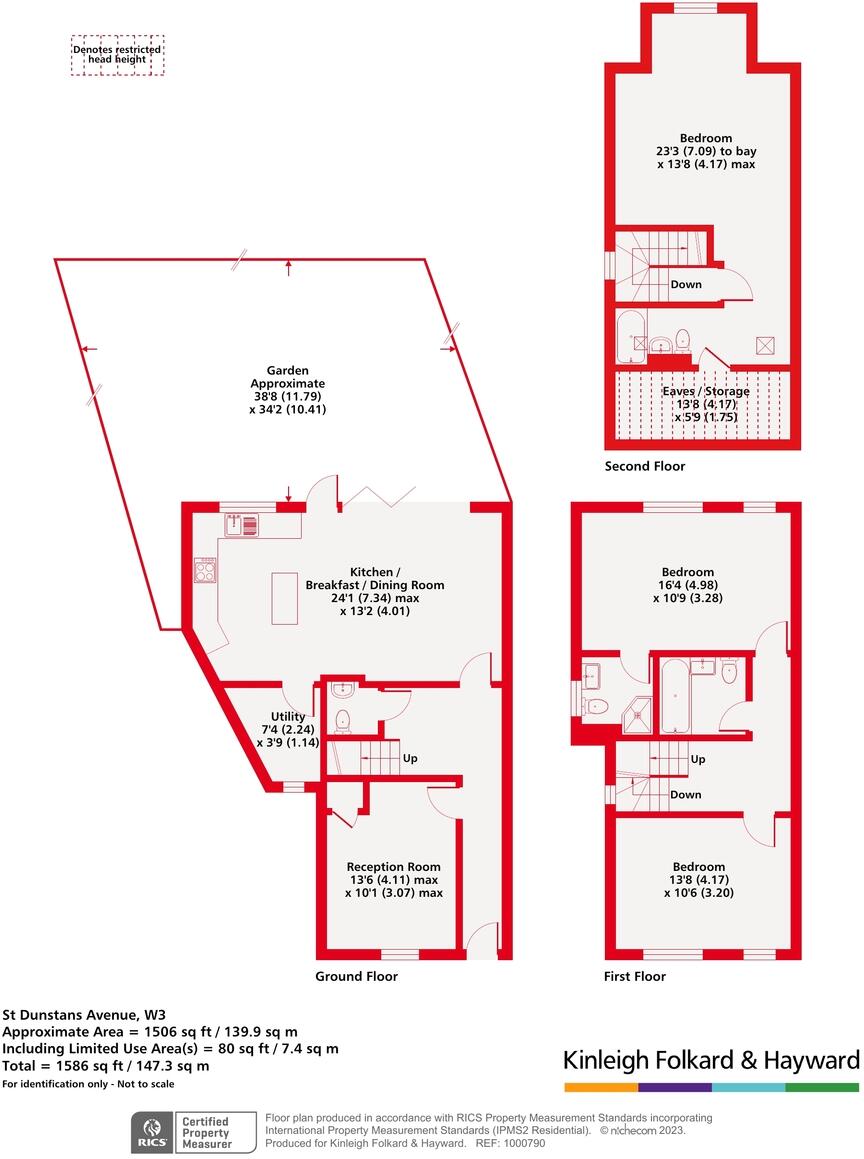 Denotes restricted
head height
Bedroom
23'3 (7.09) to bay
x 13'8 (4.17) max
Down
Eaves / Storage
13'8 (4.17)
x 5'9 (1.75)
Second Floor
Garden
Approximate
38'8 (11.79)
x 34'2 (10.41)
Kitchen /
Breakfast / Dining Room
24'1 (7.34) max
x 13'2 (4.01)
Utility
7'4 (2.24)
x 3'9 (1.14)
Up
Reception Room
13'6 (4.11) max
x 10'1 (3.07) max
Ground Floor
Bedroom
16'4 (4.98)
x 10'9 (3.28)
Up
Down
Bedroom
13'8 (4.17)
x 10'6 (3.20)
First Floor
St Dunstans Avenue, W3
Approximate Area = 1506 sq ft / 139.9 sq m
Including Limited Use Area(s) = 80 sq ft / 7.4 sq m
Total = 1586 sq ft / 147.3 sq m
For identification only - Not to scale
Kinleigh Folkard & Hayward
RICS
Certified
Property
Measurer
Floor plan produced in accordance with RICS Property Measurement Standards incorporating
International Property Measurement Standards (IPMS2 Residential). © nichecom 2023.
Produced for Kinleigh Folkard & Hayward. REF: 1000790